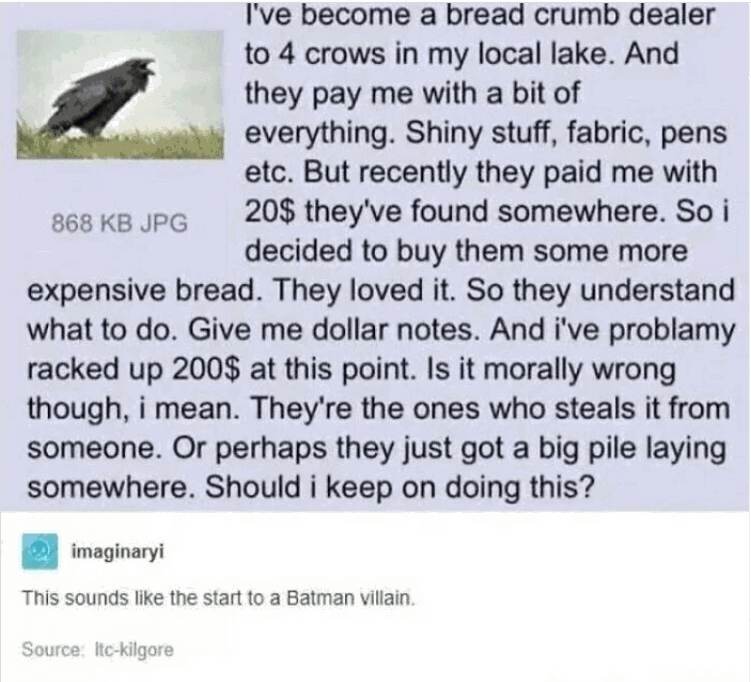 I've become a bread crumb dealer
to 4 crows in my local lake. And
they pay me with a bit of
everything. Shiny stuff, fabric, pens
etc. But recently they paid me with
868 KB JPG
20$ they've found somewhere. So i
decided to buy them some more
expensive bread. They loved it. So they understand
what to do. Give me dollar notes. And i've problamy
racked up 200$ at this point. Is it morally wrong
though, i mean. They're the ones who steals it from
someone. Or perhaps they just got a big pile laying
somewhere. Should i keep on doing this?
imaginaryi
This sounds like the start to a Batman villain.
Source: ltc-kilgore